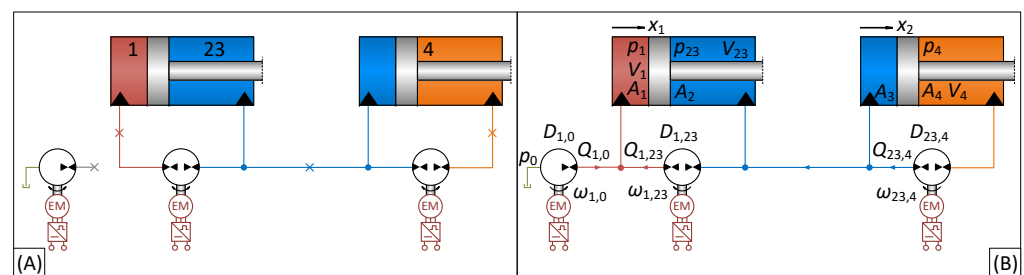 1 23 4
EM EM EM
(A)
x₁ x₂
p₁ p₂₃ V₂₃ p₄
V₁
A₁ A₂ A₃ A₄ V₄
D₁,₀ D₁,₂₃ D₂₃,₄
p₀ Q₁,₀ Q₁,₂₃ Q₂₃,₄
ω₁,₀ ω₁,₂₃ ω₂₃,₄
EM EM EM
(B)